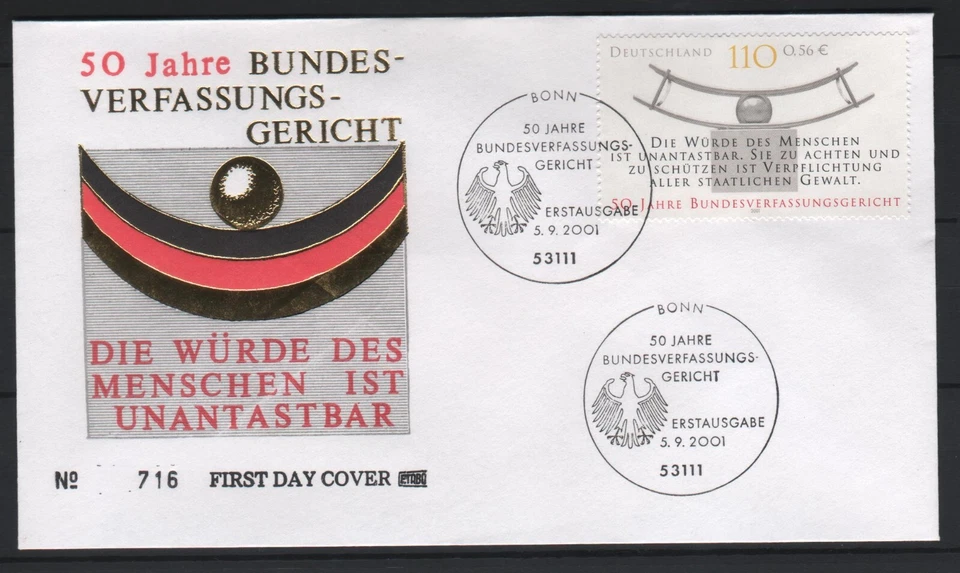 50 Jahre BUNDES-
VERFASSUNGS-
GERICHT
DIE WÜRDE DES
MENSCHEN IST
UNANTASTBAR
Nº 716 FIRST DAY COVER ETABÖ
DEUTSCHLAND 110 0,56 €
DIE WÜRDE DES MENSCHEN
IST UNANTASTBAR. SIE ZU ACHTEN UND
ZU SCHÜTZEN IST VERPFLICHTUNG
ALLER STAATLICHEN GEWALT.
50 JAHRE BUNDESVERFASSUNGSGERICHT
BONN
50 JAHRE
BUNDESVERFASSUNGS-
GERICHT
ERSTAUSGABE
5.9.2001
53111
BONN
50 JAHRE
BUNDESVERFASSUNGS-
GERICHT
ERSTAUSGABE
5.9.2001
53111